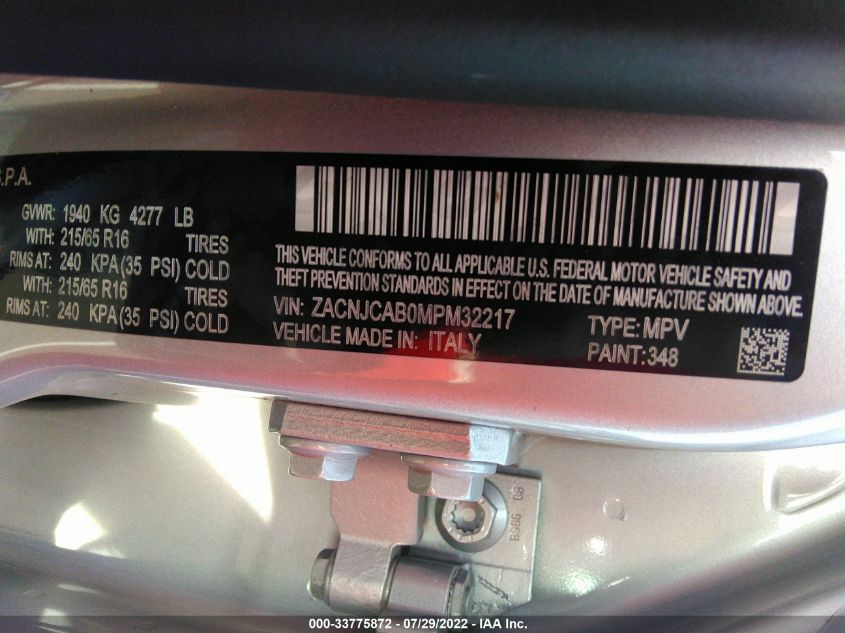 S.P.A.
GVWR: 1940 KG 4277 LB
WITH: 215/65 R16 TIRES
RIMS AT: 240 KPA(35 PSI) COLD
WITH: 215/65 R16 TIRES
RIMS AT: 240 KPA(35 PSI) COLD
THIS VEHICLE CONFORMS TO ALL APPLICABLE U.S. FEDERAL MOTOR VEHICLE SAFETY AND
THEFT PREVENTION STANDARDS IN EFFECT ON THE DATE OF MANUFACTURE SHOWN ABOVE.
VIN: ZACNJCAB0MPM32217 TYPE: MPV
VEHICLE MADE IN: ITALY PAINT:348
000-33775872 - 07/29/2022 - IAA Inc.